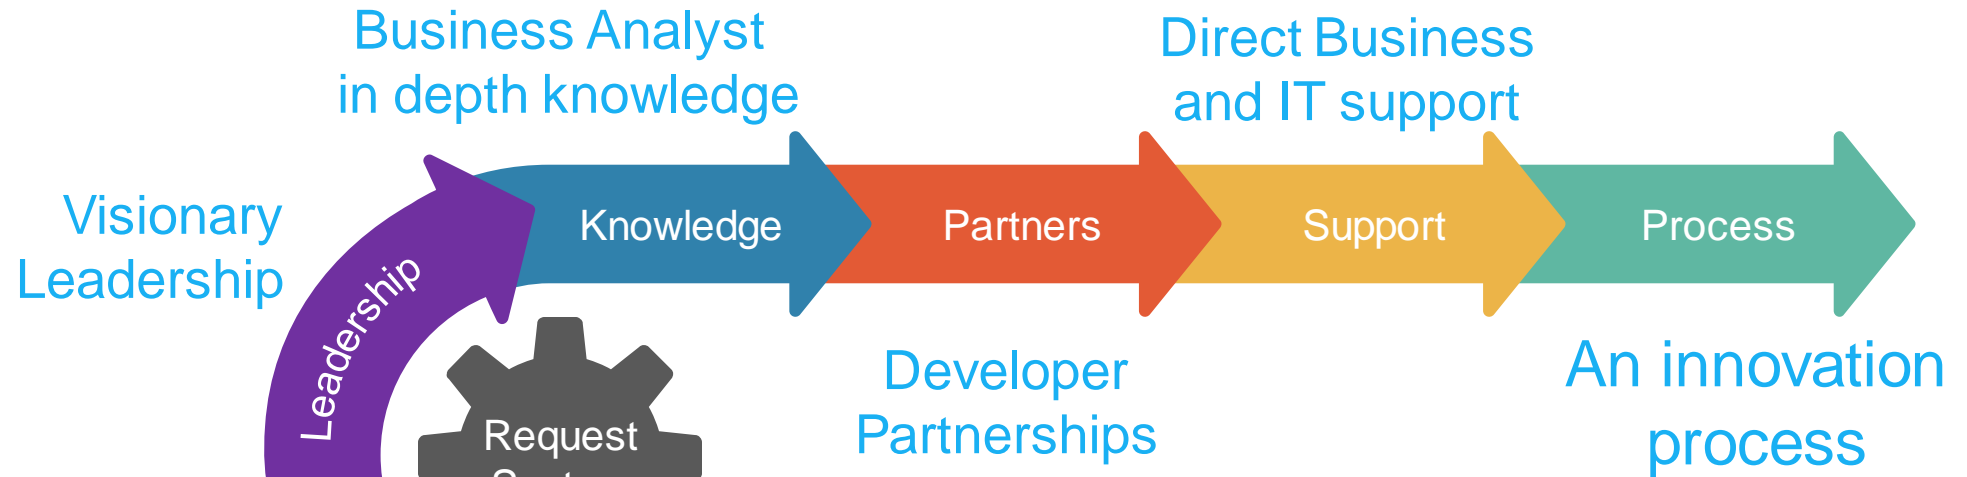 Business Analyst
in depth knowledge
Direct Business
and IT support
Visionary
Leadership
Leadership
Knowledge
Partners
Support
Process
Developer
Partnerships
An innovation
process
Request